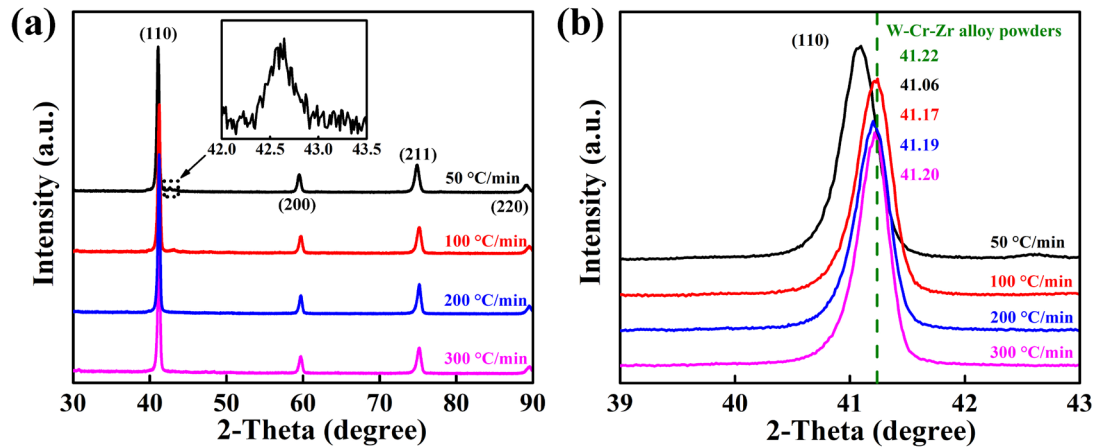 (a)
(110)
42.0 42.5 43.0 43.5
(211)
50 °C/min
(200)
(220)
100 °C/min
200 °C/min
300 °C/min
30 40 50 60 70 80 90
2-Theta (degree)
Intensity (a.u.)
(b)
(110)
W-Cr-Zr alloy powders
41.22
41.06
41.17
41.19
41.20
50 °C/min
100 °C/min
200 °C/min
300 °C/min
39 40 41 42 43
2-Theta (degree)
Intensity (a.u.)